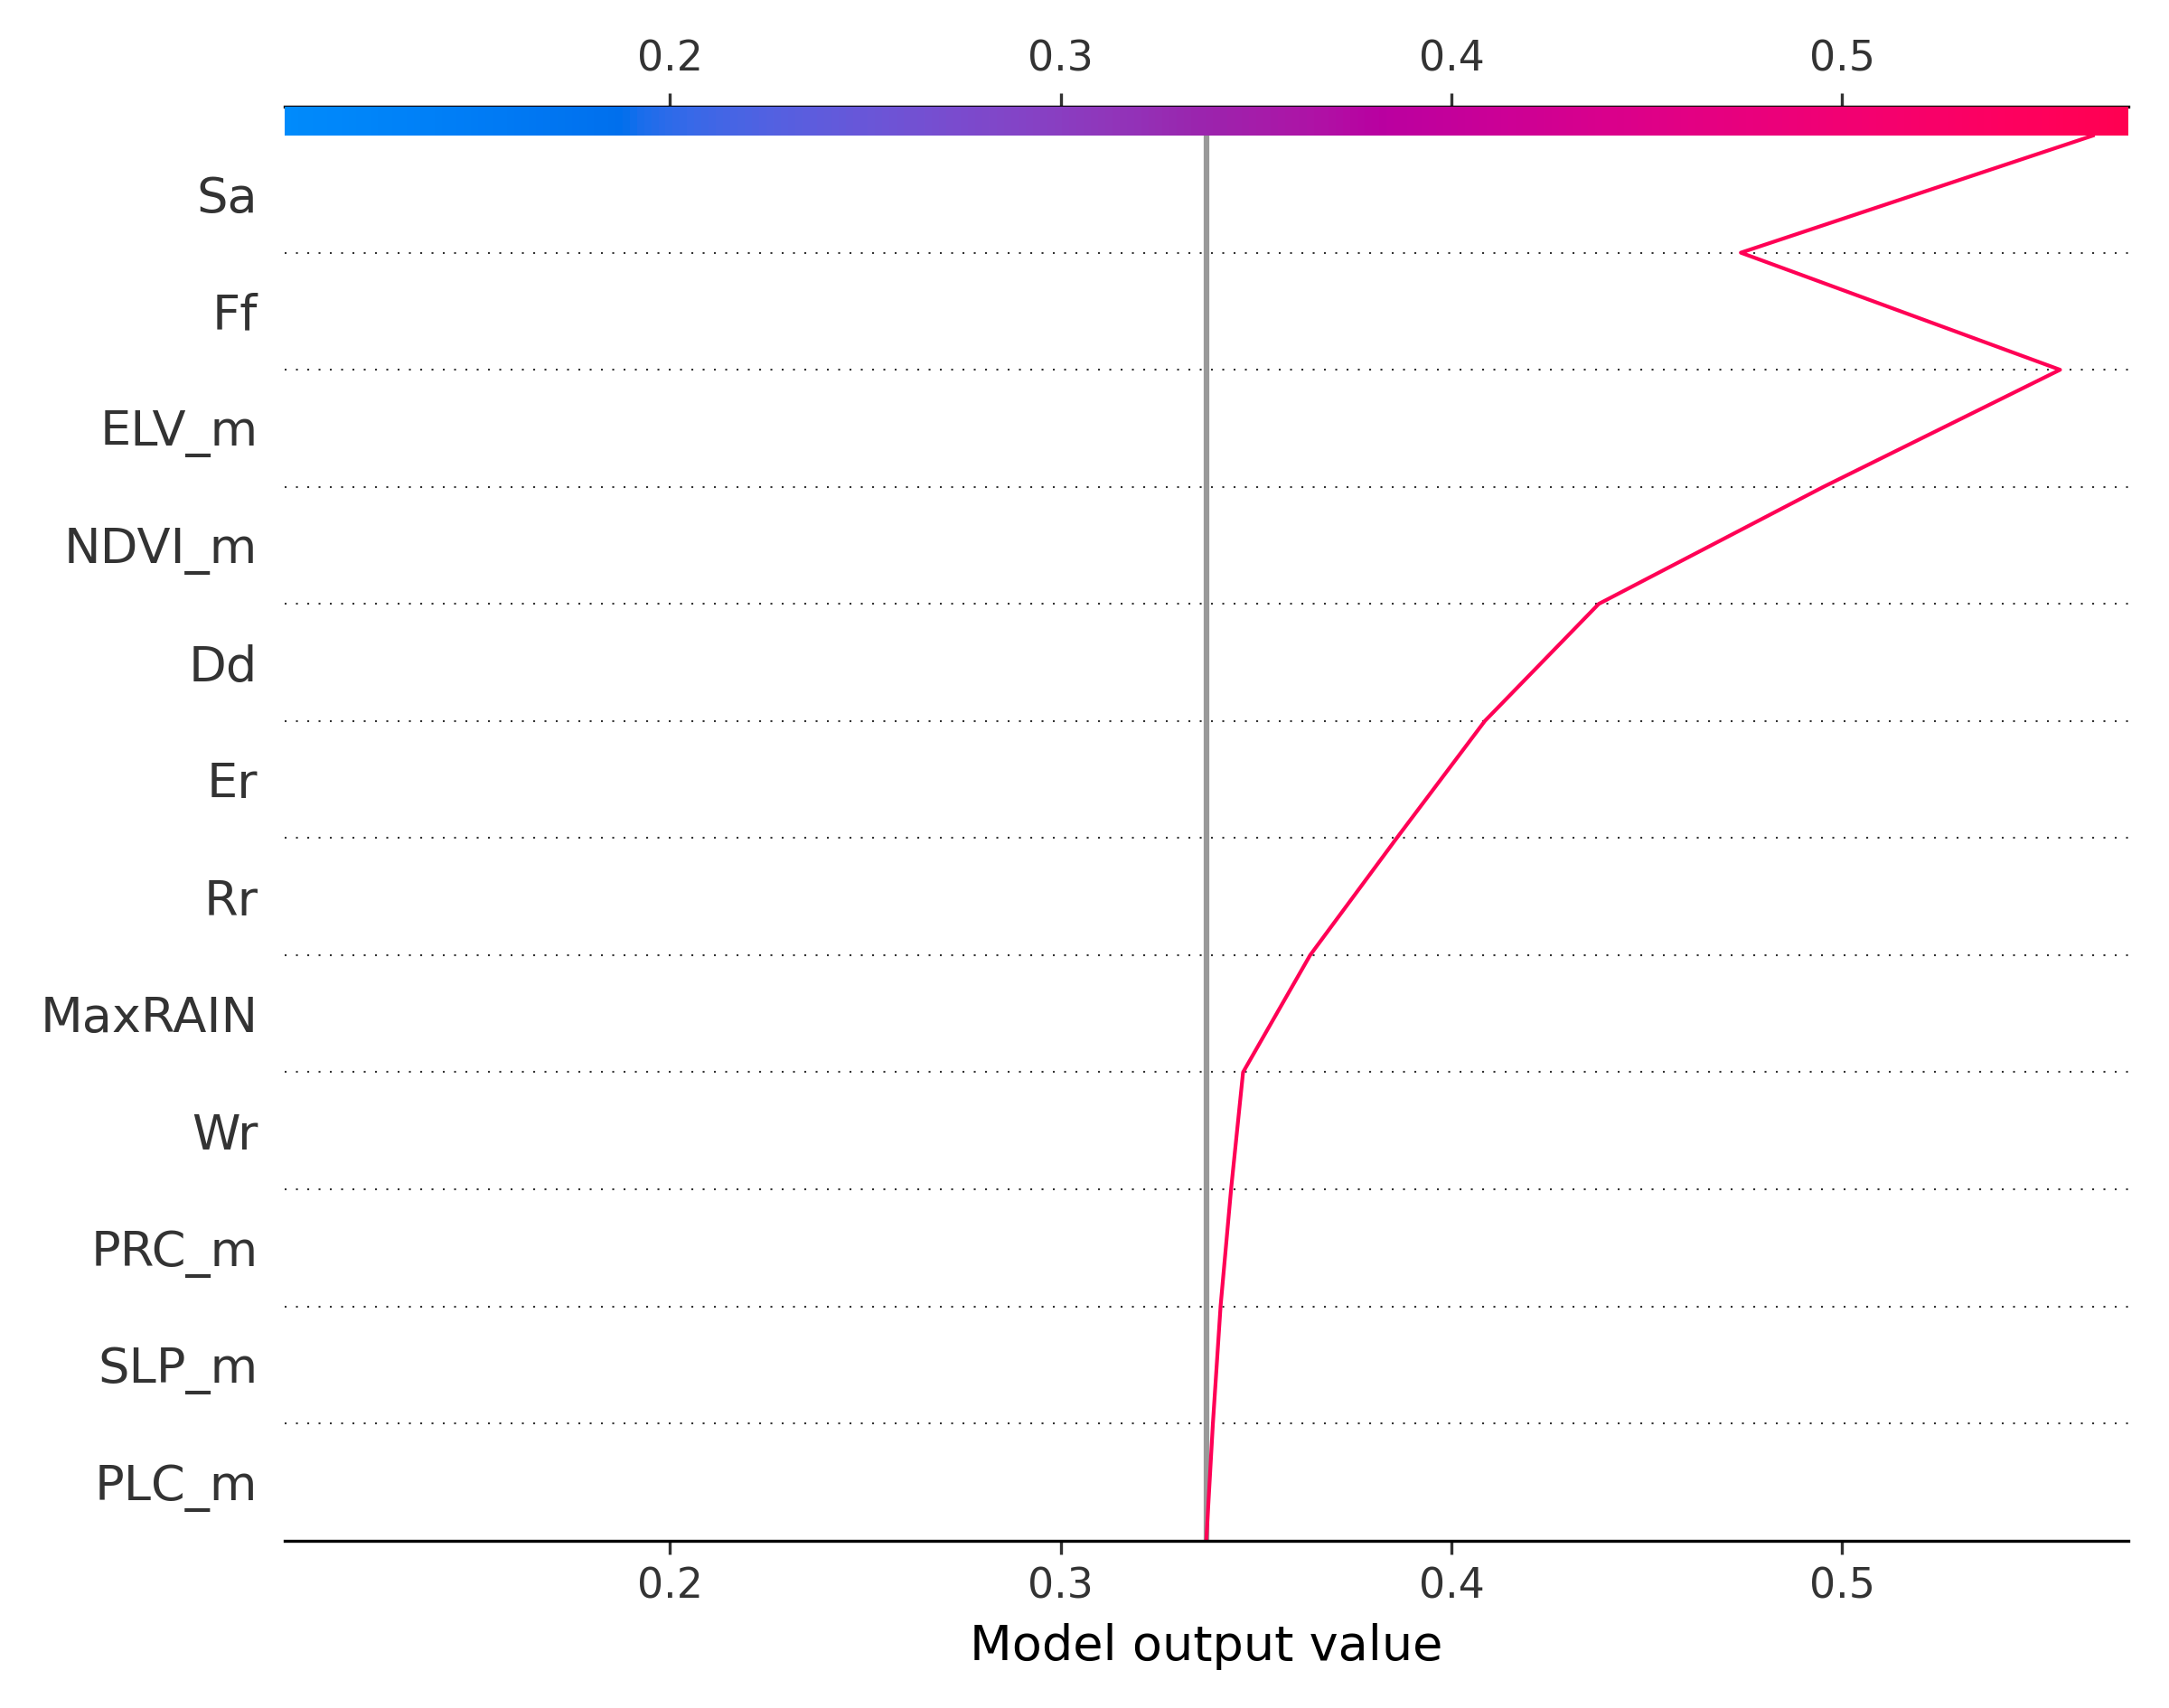 0.2 0.3 0.4 0.5
Sa
Ff
ELV_m
NDVI_m
Dd
Er
Rr
MaxRAIN
Wr
PRC_m
SLP_m
PLC_m
0.2 0.3 0.4 0.5
Model output value